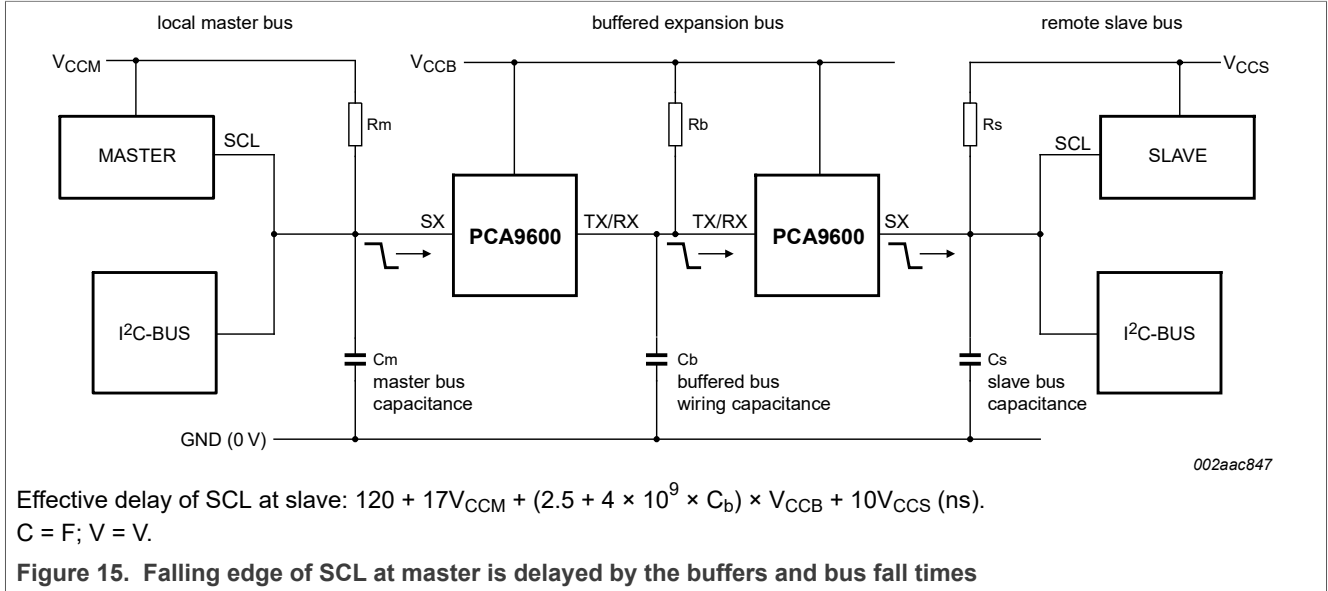 local master bus
buffered expansion bus
remote slave bus
VCCM
VCCB
VCCS
Rm
Rb
Rs
MASTER
SCL
SCL
SLAVE
SX
PCA9600
TX/RX
TX/RX
PCA9600
SX
I2C-BUS
I2C-BUS
Cm
master bus
capacitance
Cb
buffered bus
wiring capacitance
Cs
slave bus
capacitance
GND (0 V)
002aac847
Effective delay of SCL at slave: 120 + 17VCCM + (2.5 + 4 × 10⁹ × Cb) × VCCB + 10VCCS (ns).
C = F; V = V.
Figure 15. Falling edge of SCL at master is delayed by the buffers and bus fall times